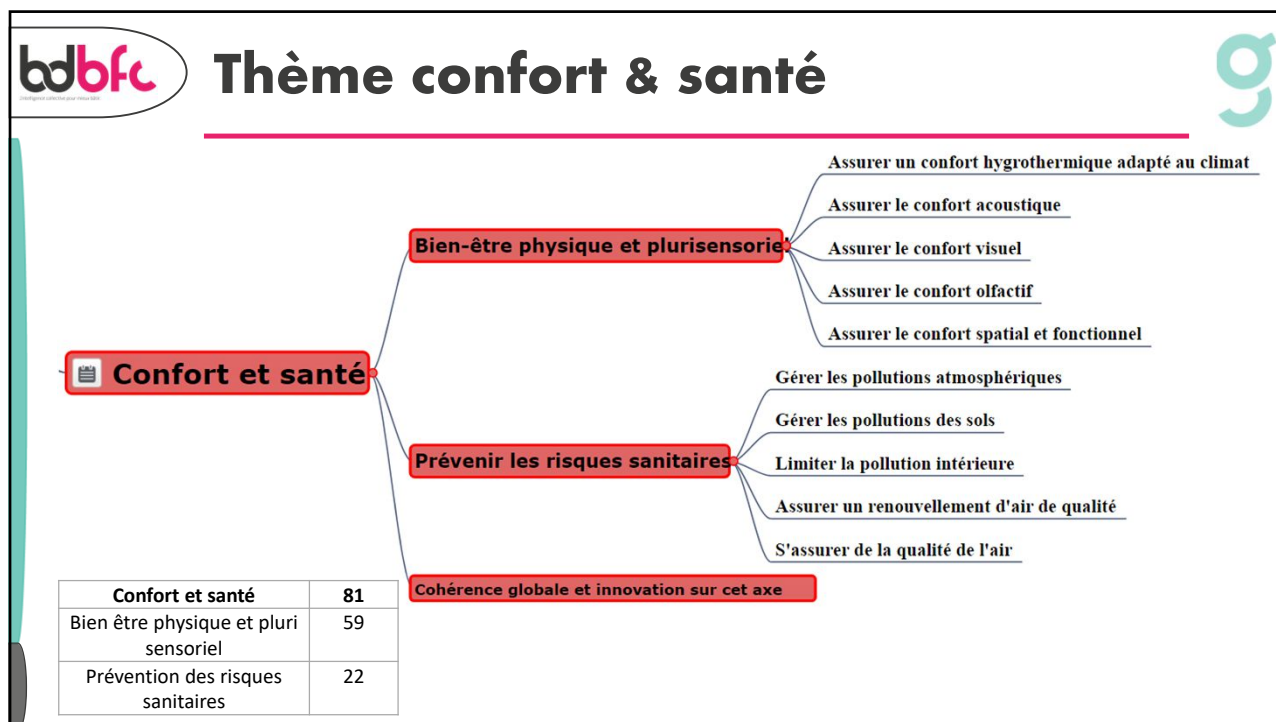 bdbfc
Thème confort & santé
g
Assurer un confort hygrothermique adapté au climat
Assurer le confort acoustique
Bien-être physique et plurisensoriel
Assurer le confort visuel
Assurer le confort olfactif
Assurer le confort spatial et fonctionnel
Confort et santé
Gérer les pollutions atmosphériques
Gérer les pollutions des sols
Prévenir les risques sanitaires
Limiter la pollution intérieure
Assurer un renouvellement d'air de qualité
S'assurer de la qualité de l'air
Cohérence globale et innovation sur cet axe
Confort et santé 81
Bien être physique et pluri 59
sensoriel
Prévention des risques 22
sanitaires